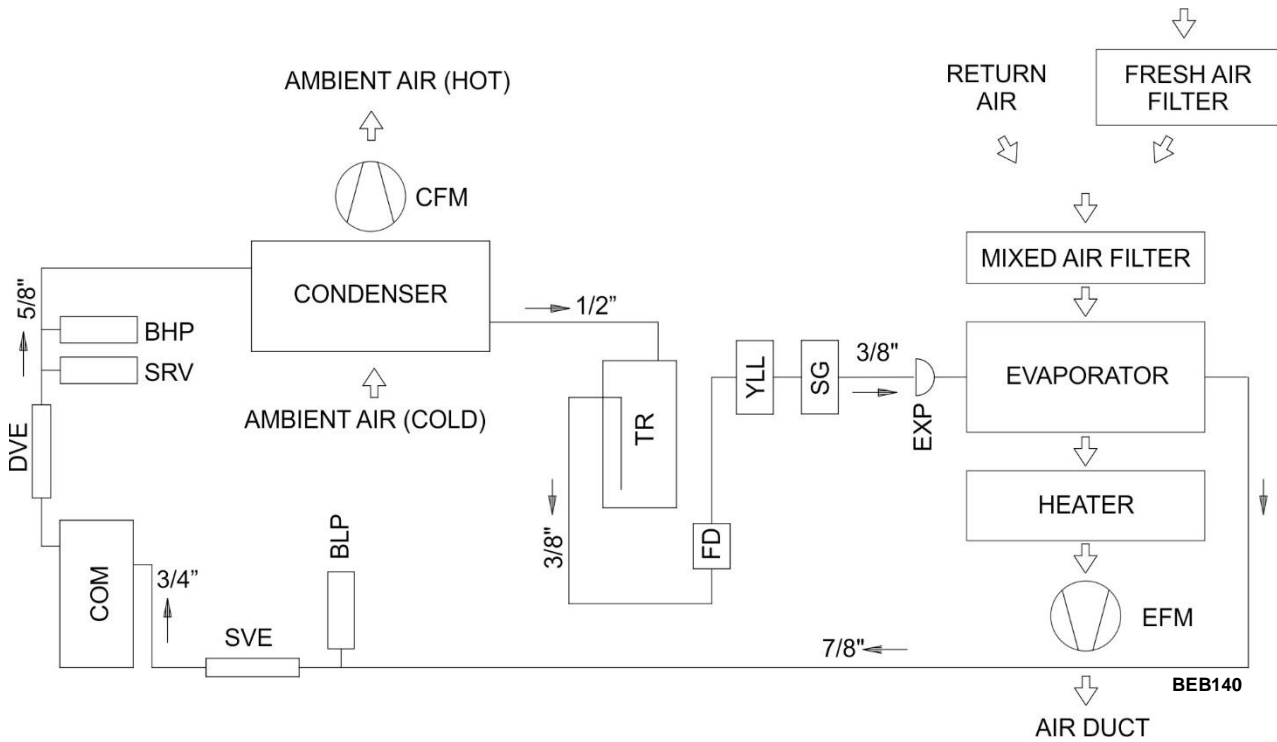 AMBIENT AIR (HOT)
RETURN
AIR
FRESH AIR
FILTER
CFM
MIXED AIR FILTER
5/8"
CONDENSER
1/2”
BHP
SRV
YLL
SG
3/8"
EXP
EVAPORATOR
AMBIENT AIR (COLD)
TR
DVE
HEATER
3/8"
FD
BLP
COM
3/4”
SVE
EFM
7/8"
BEB140
AIR DUCT